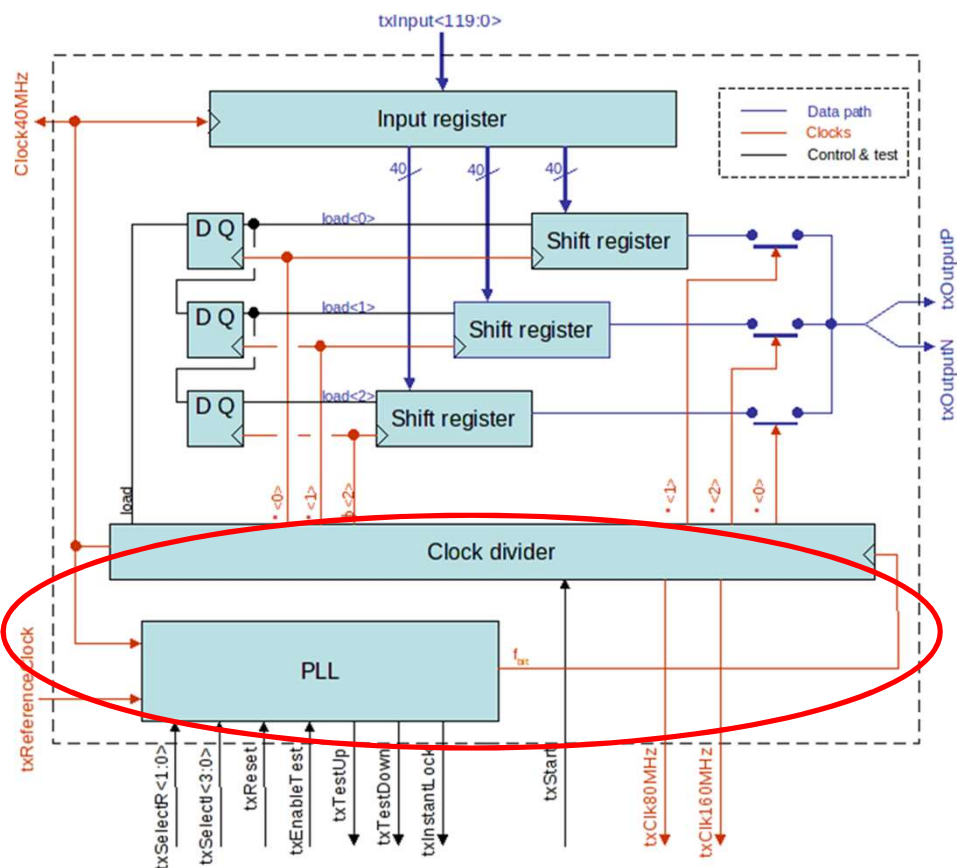 txInput<119:0>
Clock40MHz
Input register
Data path
Clocks
Control & test
40
40
40
D Q
load<0>
Shift register
D Q
load<1>
Shift register
D Q
load<2>
Shift register
txOutputP
txOutputN
load
<0>
<1>
<2>
<1>
<2>
<0>
Clock divider
PLL
fbit
txReferenceClock
txSelectR<1:0>
txSelectI<3:0>
txReset
txEnableTest
txTestUp
txTestDown
txInstantLock
txStart
txClk80MHz
txClk160MHz